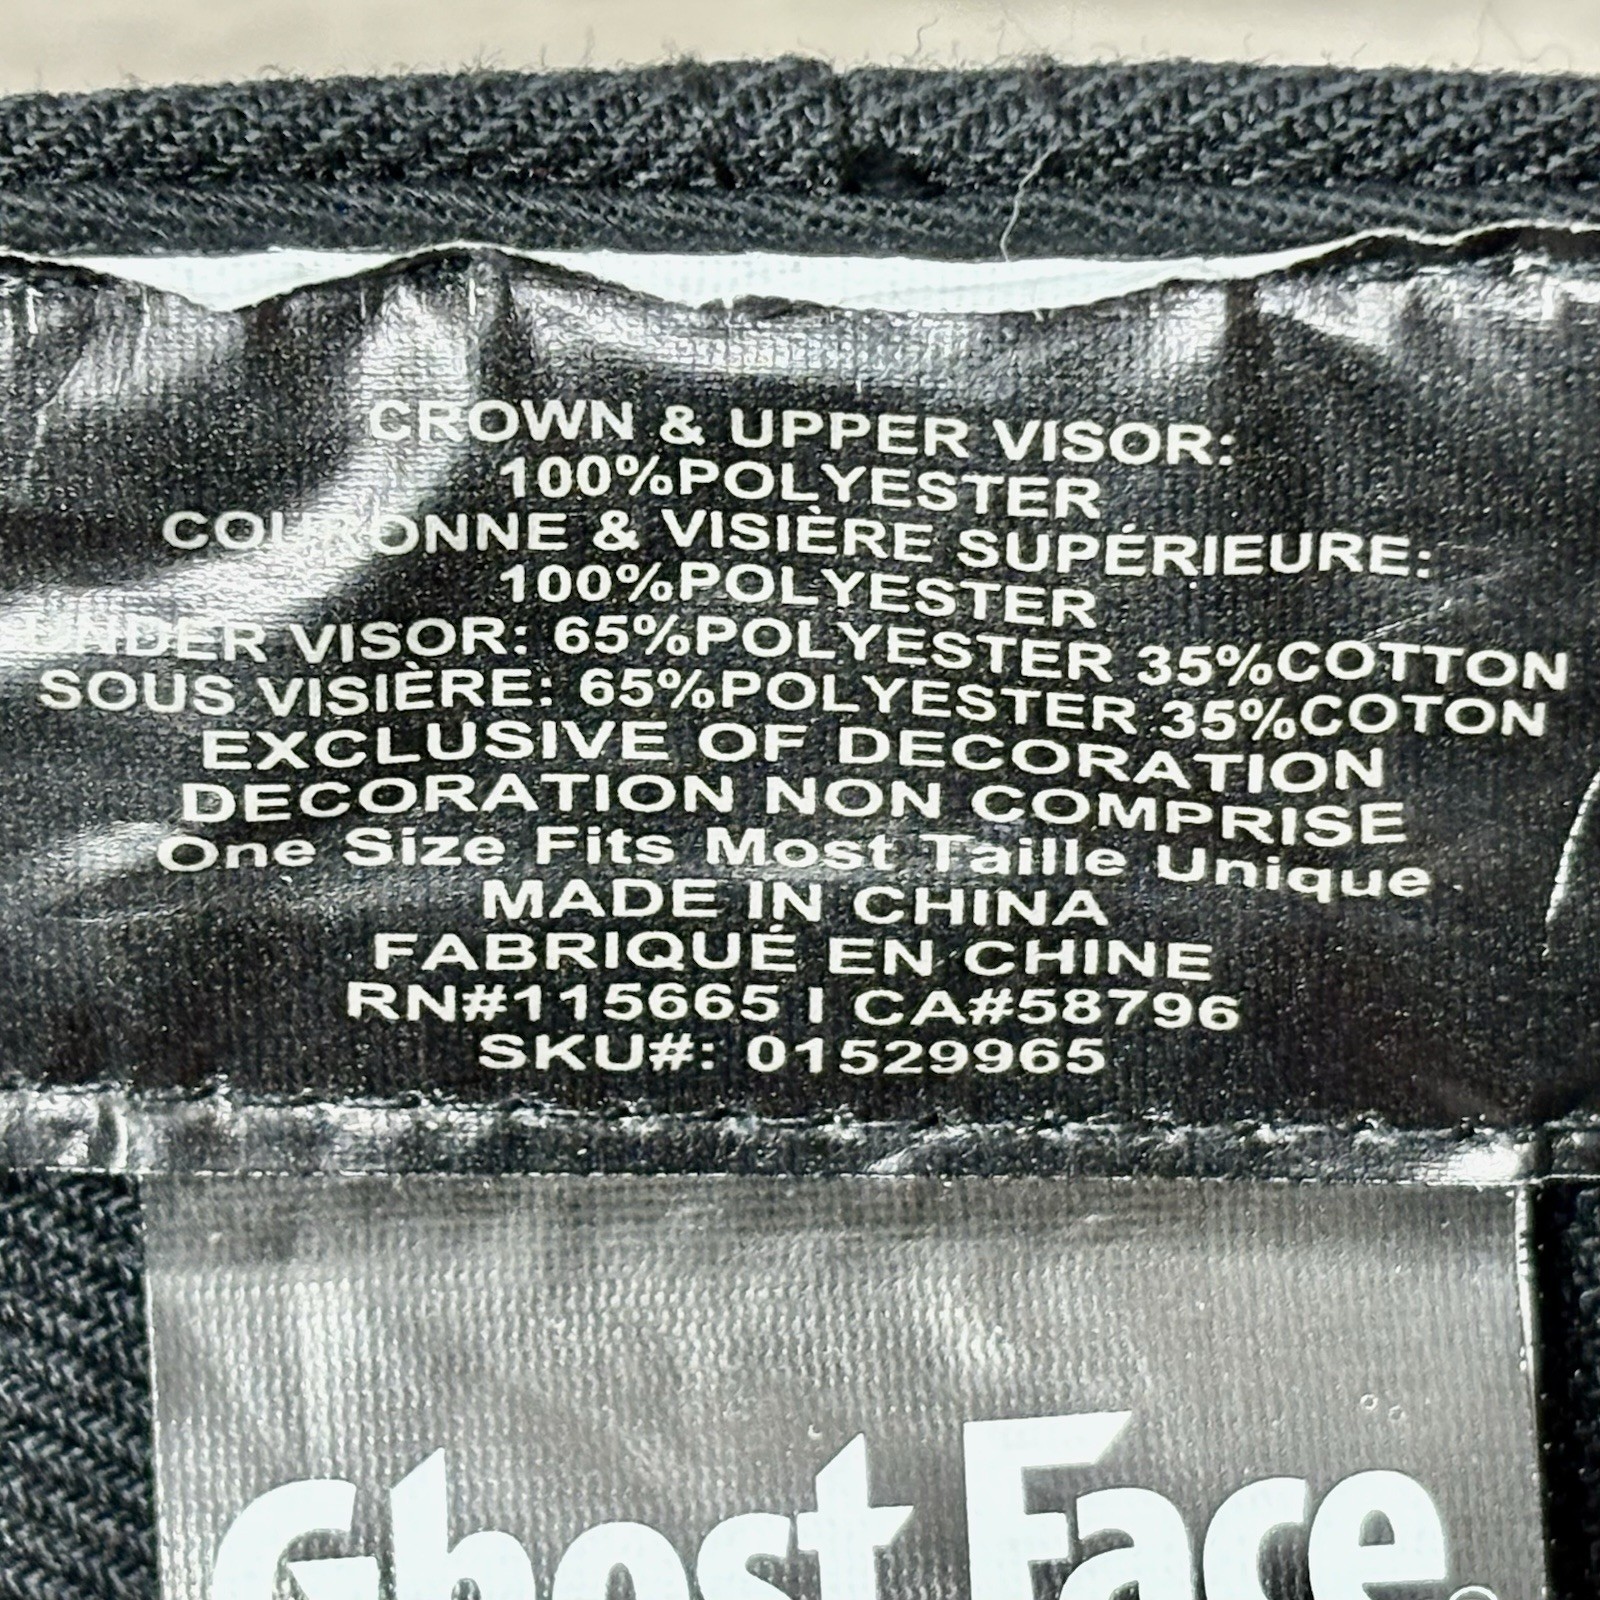 CROWN & UPPER VISOR:
100%POLYESTER
COURONNE & VISIÈRE SUPÉRIEURE:
100%POLYESTER
UNDER VISOR: 65%POLYESTER 35%COTTON
SOUS VISIÈRE: 65%POLYESTER 35%COTON
EXCLUSIVE OF DECORATION
DECORATION NON COMPRISE
One Size Fits Most Taille Unique
MADE IN CHINA
FABRIQUÉ EN CHINE
RN#115665 | CA#58796
SKU#: 01529965
Ghost Face®